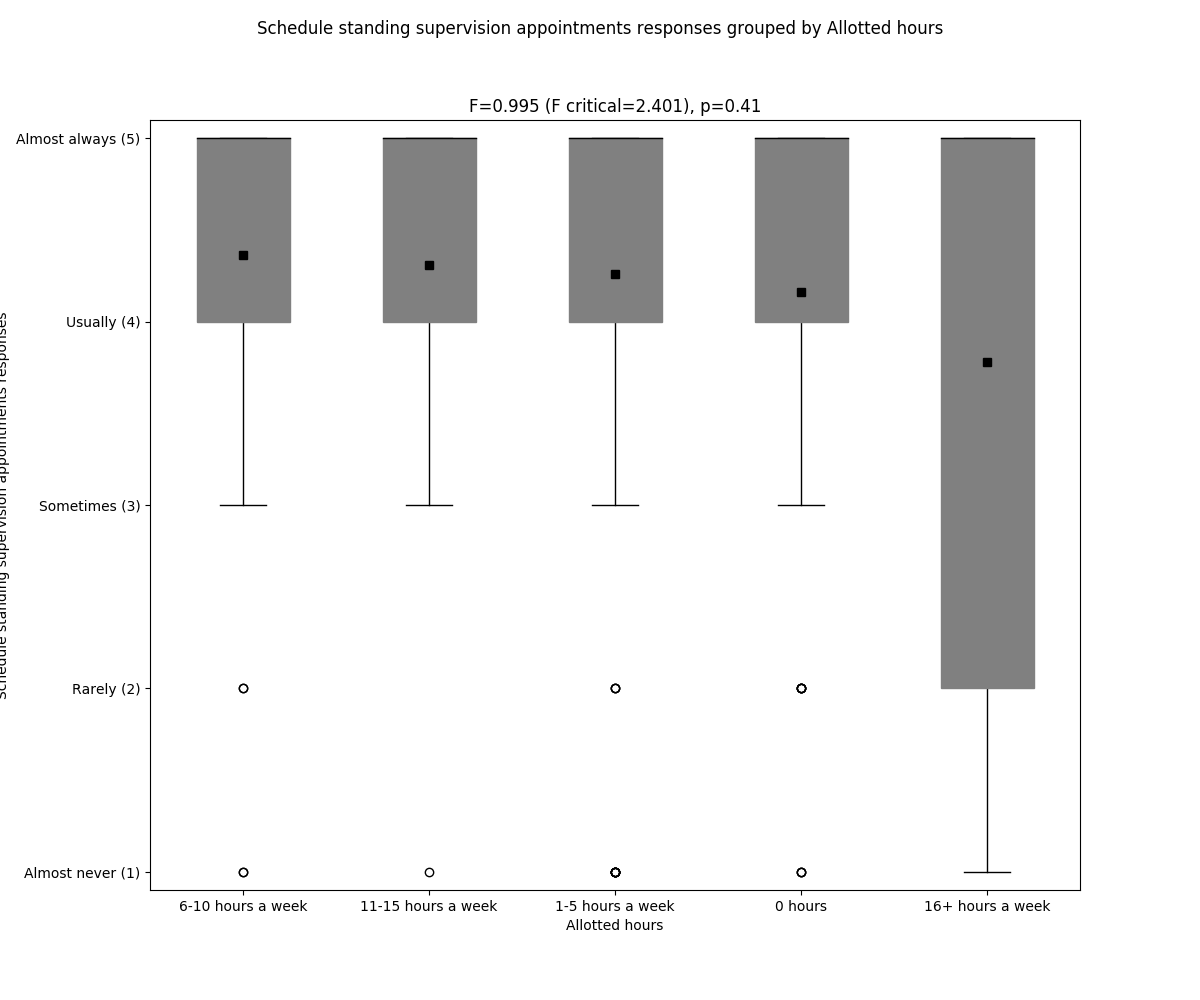 Schedule standing supervision appointments responses grouped by Allotted hours
F=0.995 (F critical=2.401), p=0.41
Almost always (5)
Usually (4)
Sometimes (3)
Rarely (2)
Almost never (1)
Schedule standing supervision appointments responses
6-10 hours a week
11-15 hours a week
1-5 hours a week
0 hours
16+ hours a week
Allotted hours